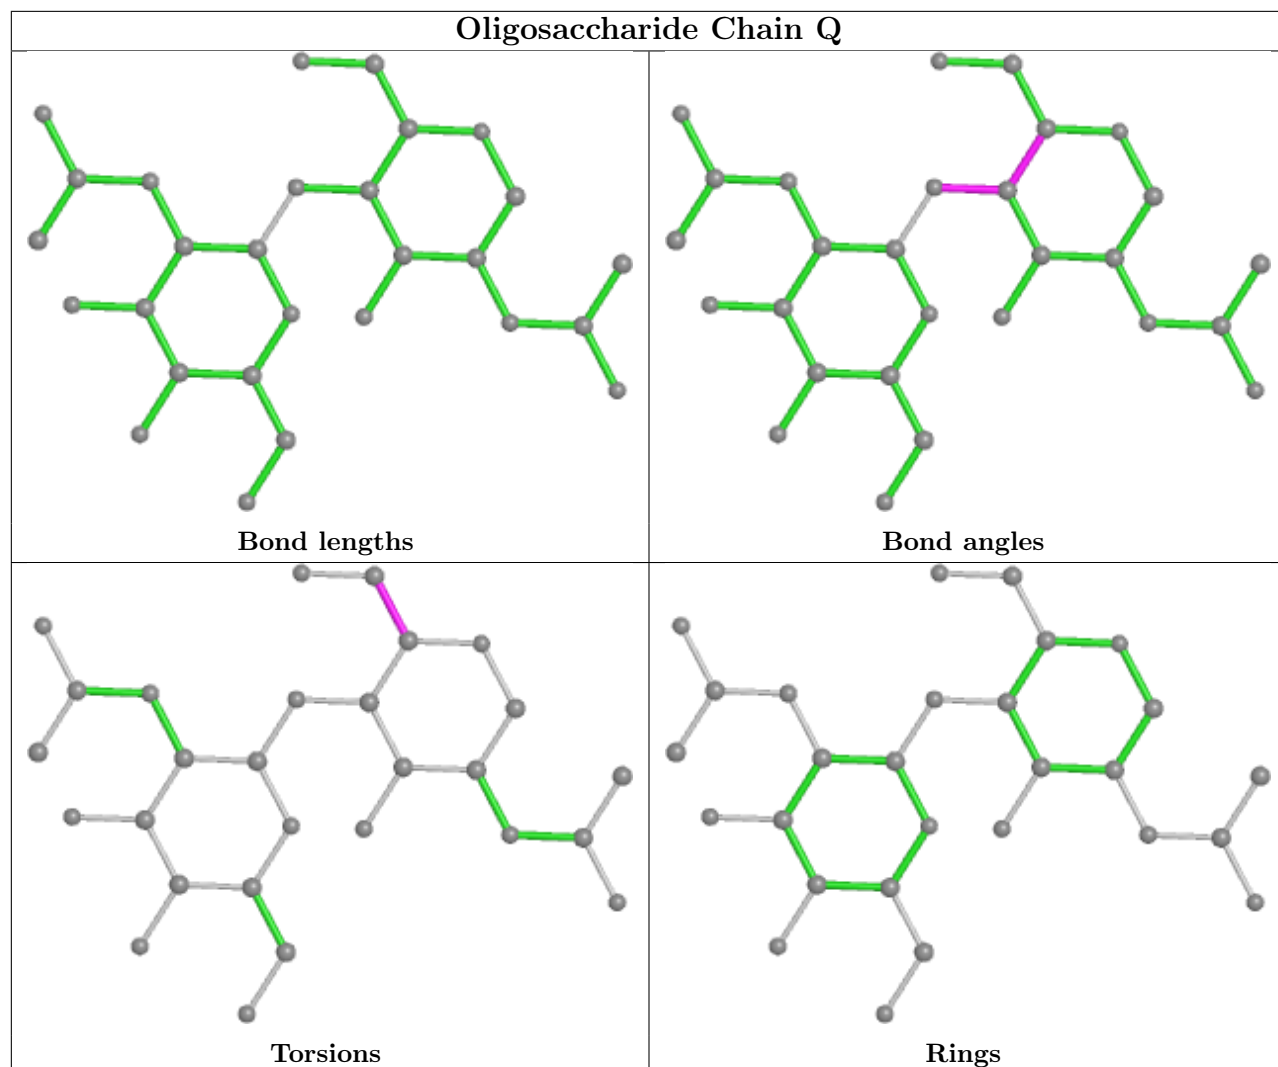 Oligosaccharide Chain Q
Bond lengths
Bond angles
Torsions
Rings